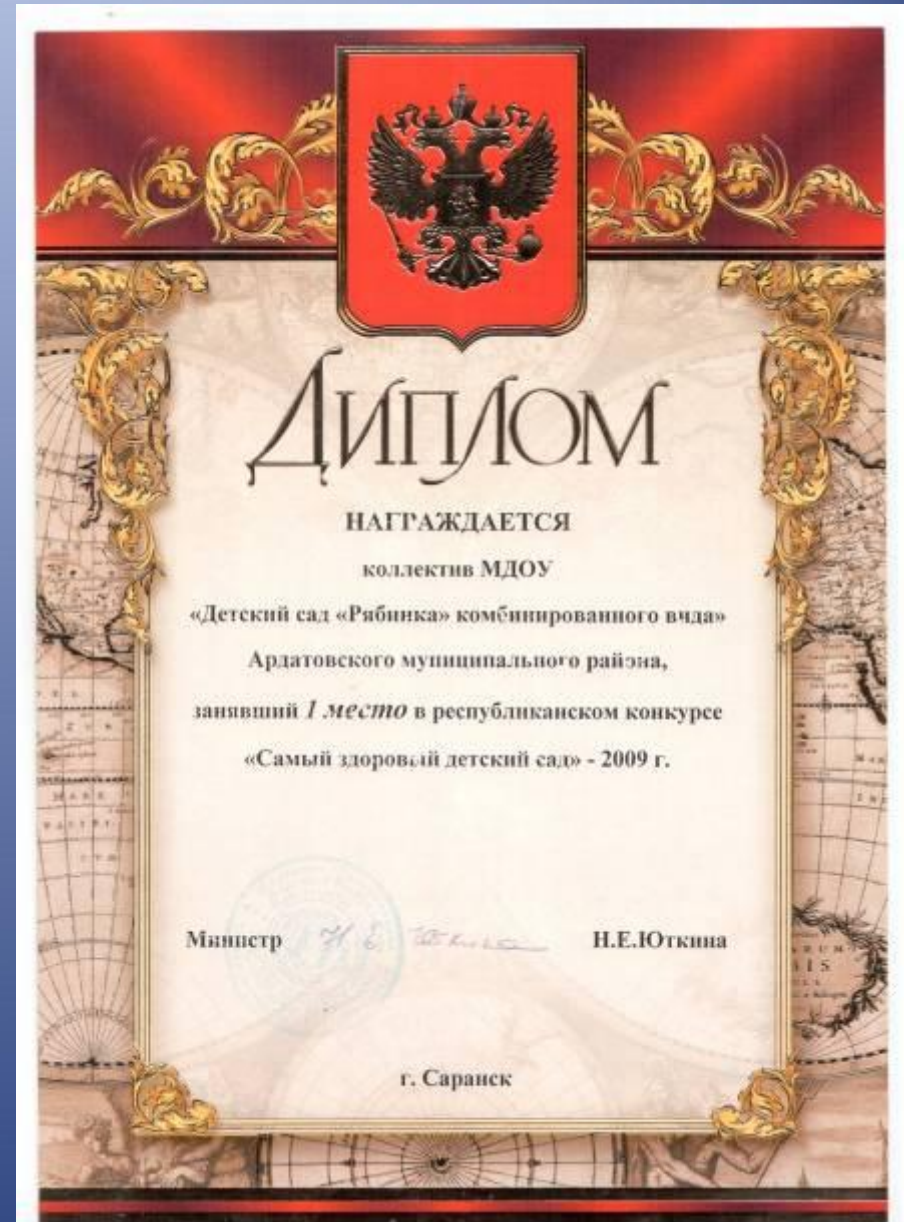 ДИПЛОМ
НАГРАЖДАЕТСЯ
коллектив МДОУ
«Детский сад «Рябинка» комбинированного вида»
Ардатовского муниципального района,
занявший 1 место в республиканском конкурсе
«Самый здоровый детский сад» - 2009 г.
Министр Н.Е.Юткина
г. Саранск